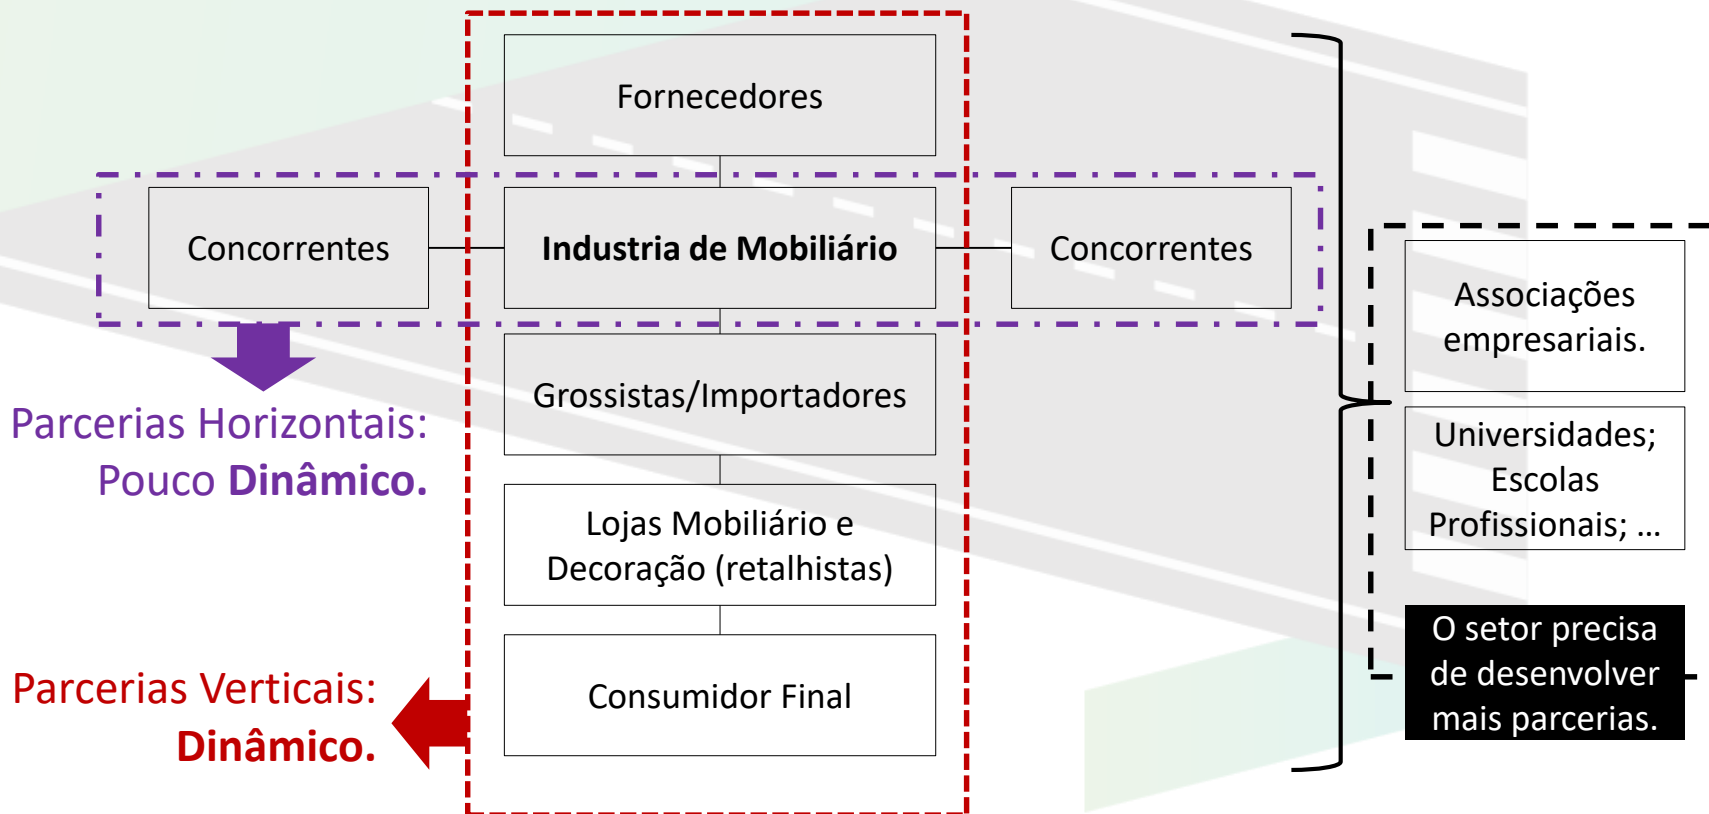 Fornecedores
Concorrentes
Industria de Mobiliário
Concorrentes
Grossistas/Importadores
Parcerias Horizontais:
Pouco Dinâmico.
Lojas Mobiliário e
Decoração (retalhistas)
Consumidor Final
Parcerias Verticais:
Dinâmico.
Associações
empresariais.
Universidades;
Escolas
Profissionais; ...
O setor precisa
de desenvolver
mais parcerias.